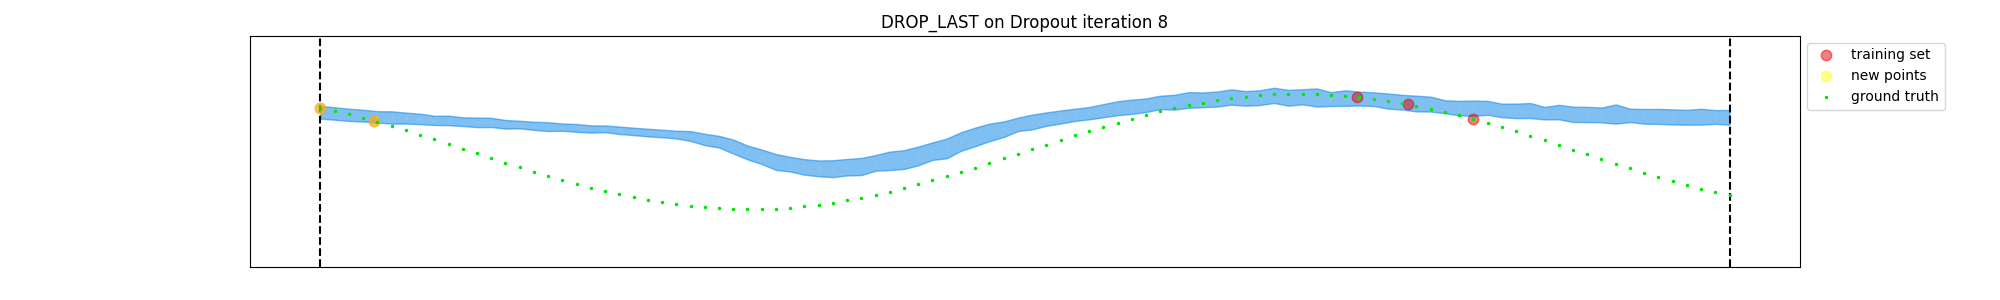 DROP_LAST on Dropout iteration 8
training set
new points
ground truth